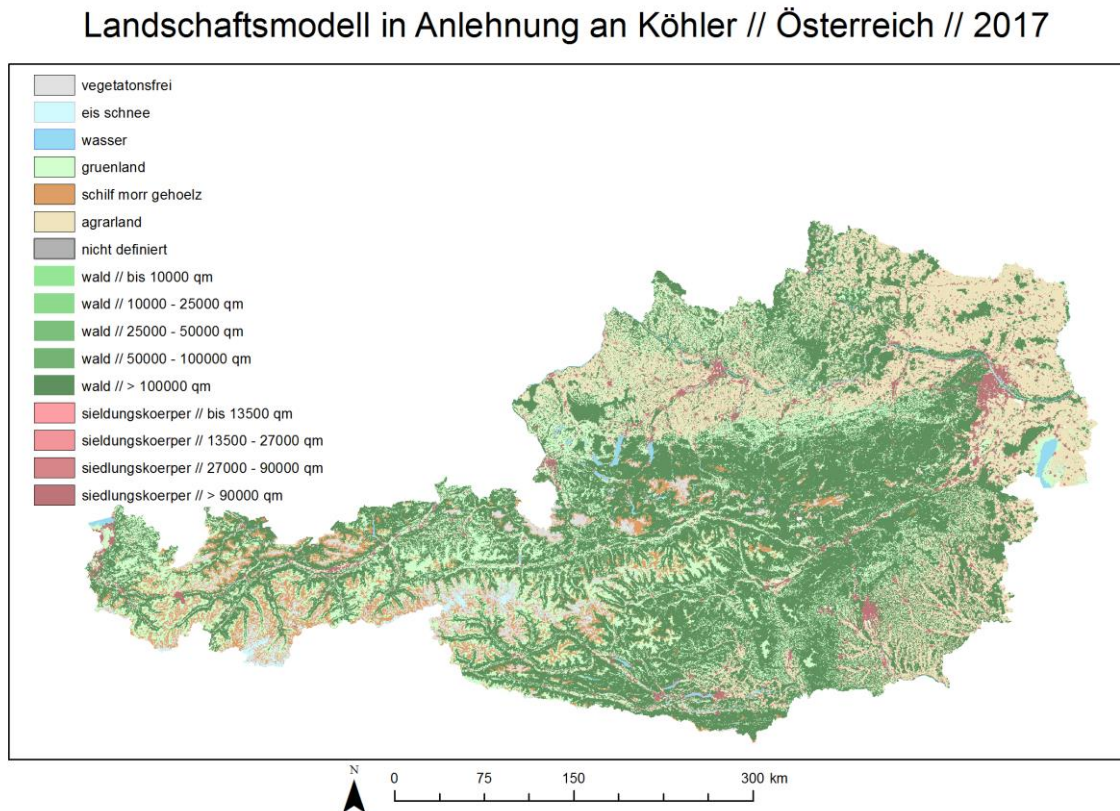 Landschaftsmodell in Anlehnung an Köhler // Österreich // 2017
vegetatonsfrei
eis schnee
wasser
gruenland
schilf morr gehoelz
agrarland
nicht definiert
wald // bis 10000 qm
wald // 10000 - 25000 qm
wald // 25000 - 50000 qm
wald // 50000 - 100000 qm
wald // > 100000 qm
sieldungskoerper // bis 13500 qm
sieldungskoerper // 13500 - 27000 qm
siedlungskoerper // 27000 - 90000 qm
siedlungskoerper // > 90000 qm
N
0 75 150 300 km